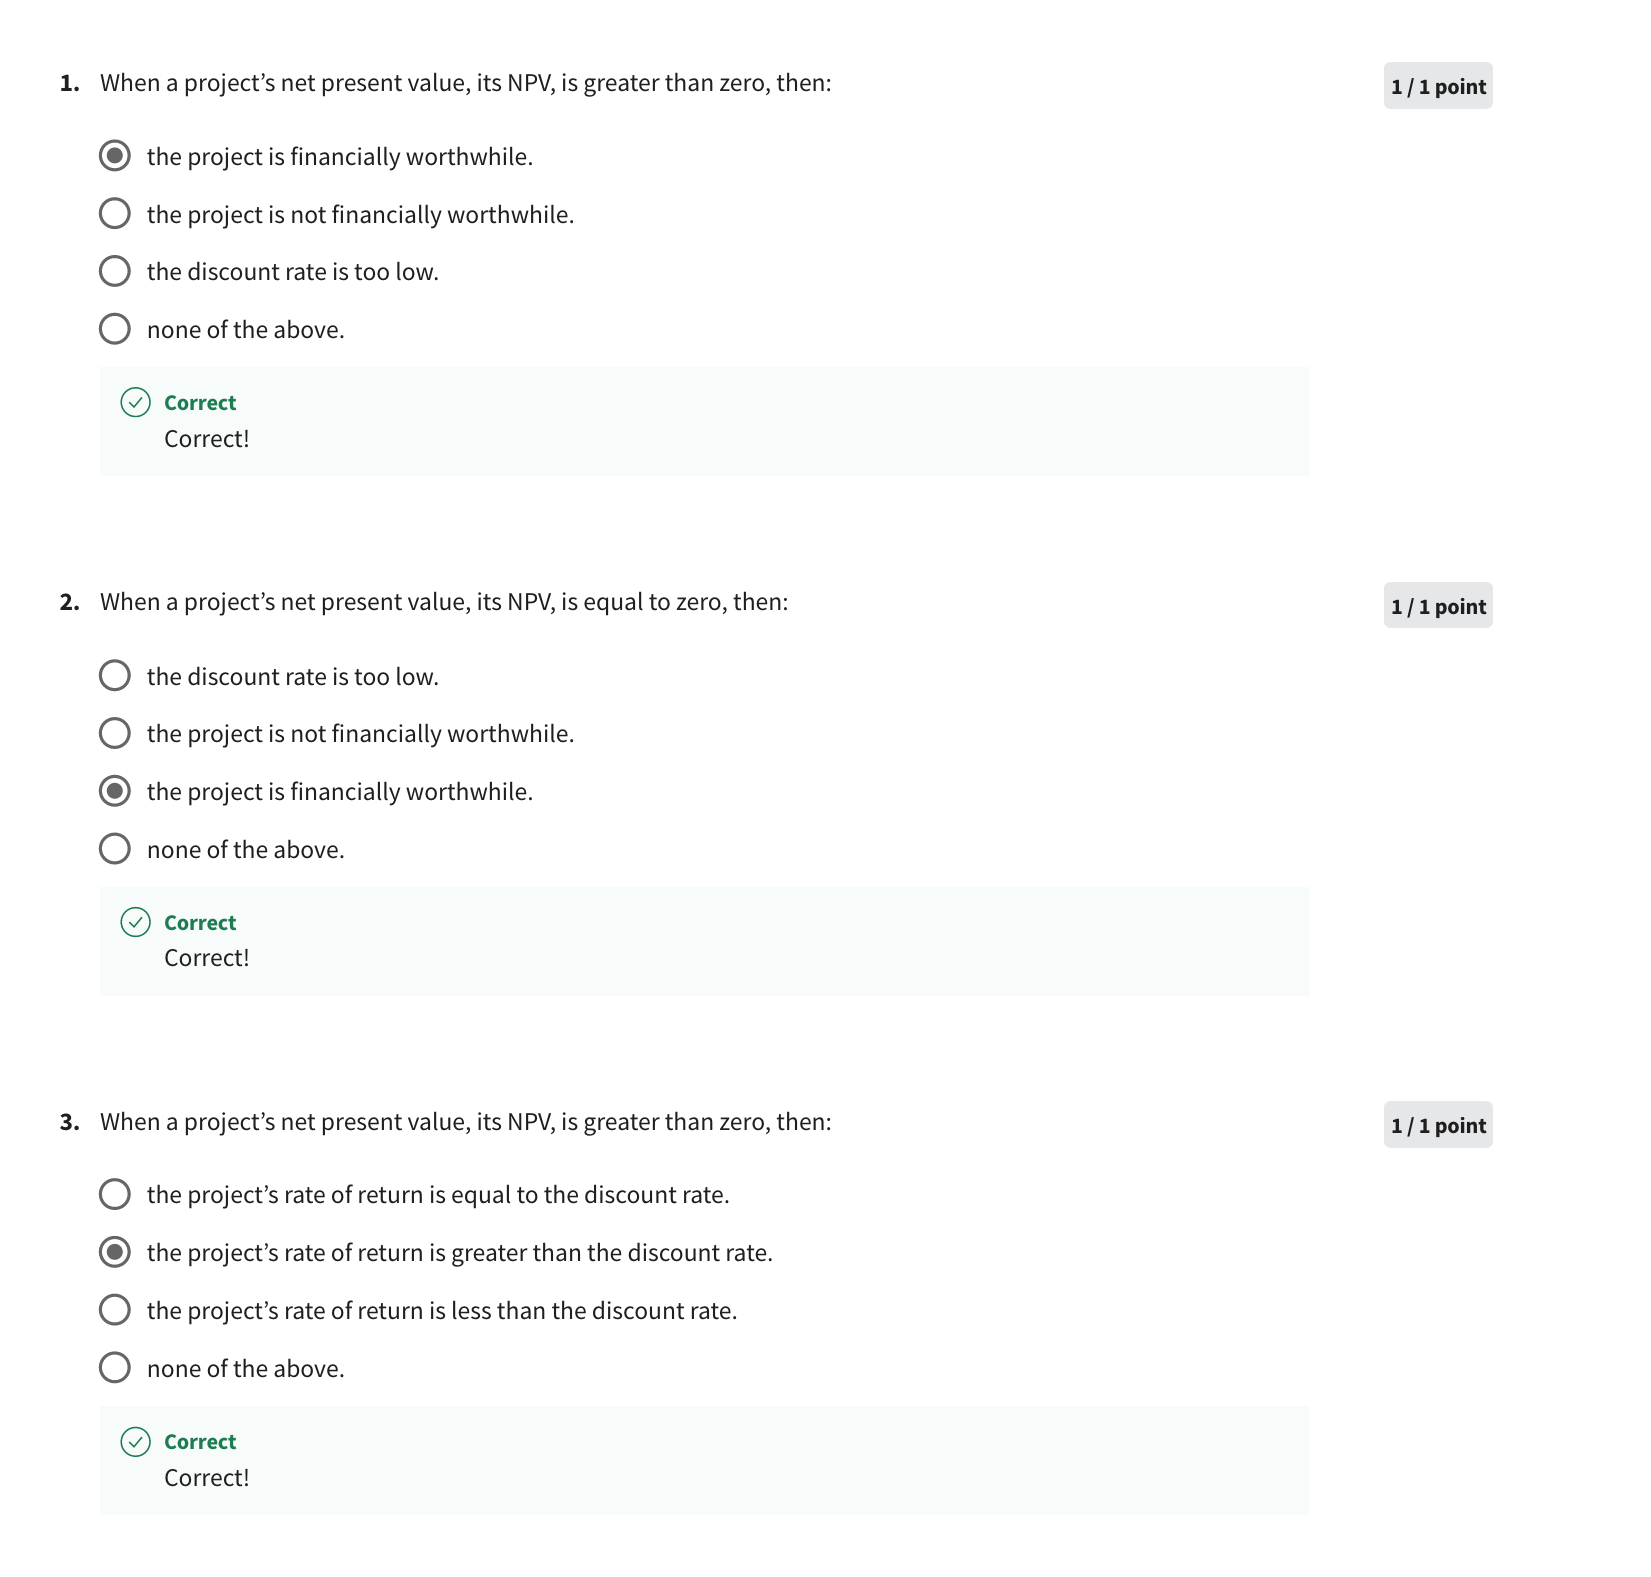 1. When a project’s net present value, its NPV, is greater than zero, then:
1 / 1 point
the project is financially worthwhile.
the project is not financially worthwhile.
the discount rate is too low.
none of the above.
Correct
Correct!
2. When a project’s net present value, its NPV, is equal to zero, then:
1 / 1 point
the discount rate is too low.
the project is not financially worthwhile.
the project is financially worthwhile.
none of the above.
Correct
Correct!
3. When a project’s net present value, its NPV, is greater than zero, then:
1 / 1 point
the project’s rate of return is equal to the discount rate.
the project’s rate of return is greater than the discount rate.
the project’s rate of return is less than the discount rate.
none of the above.
Correct
Correct!